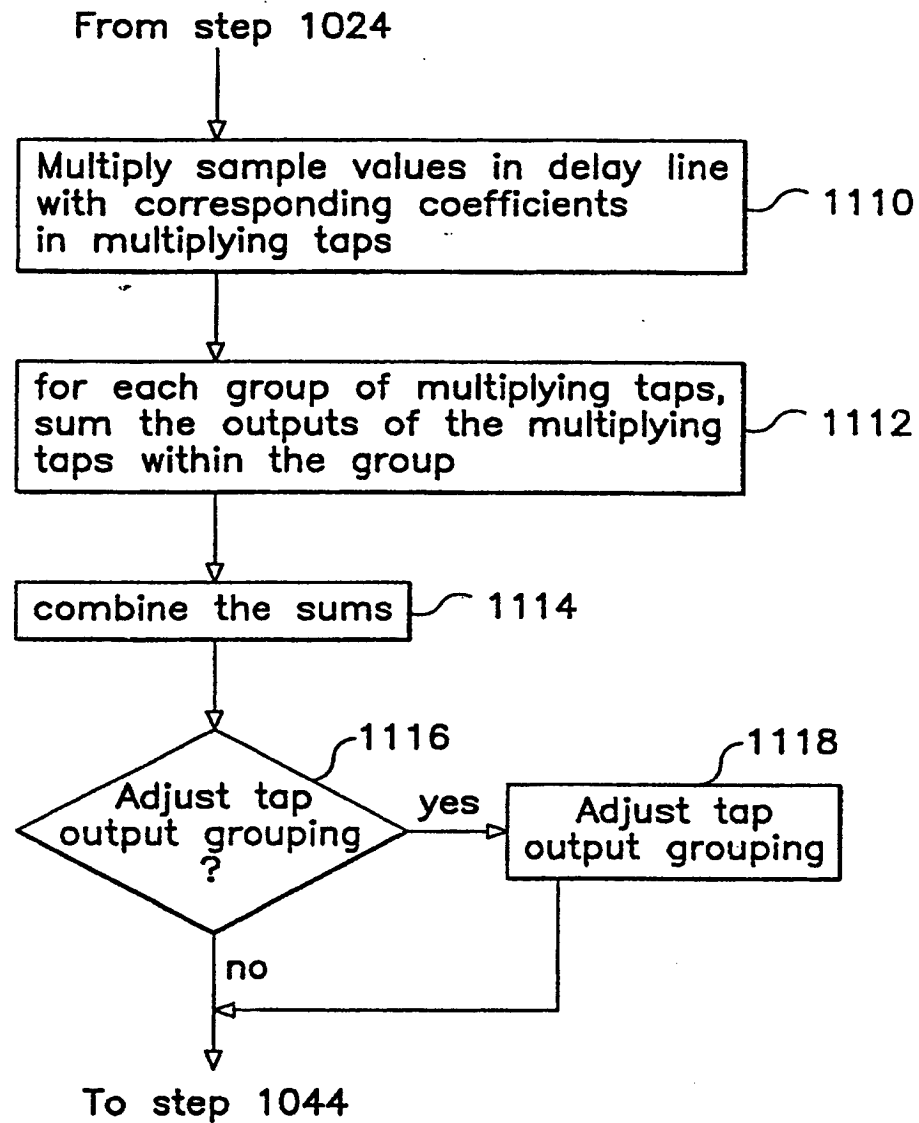 From step 1024
Multiply sample values in delay line
with corresponding coefficients
in multiplying taps
1110
for each group of multiplying taps,
sum the outputs of the multiplying
taps within the group
1112
combine the sums
1114
1116
Adjust tap
output grouping
?
yes
1118
Adjust tap
output grouping
no
To step 1044